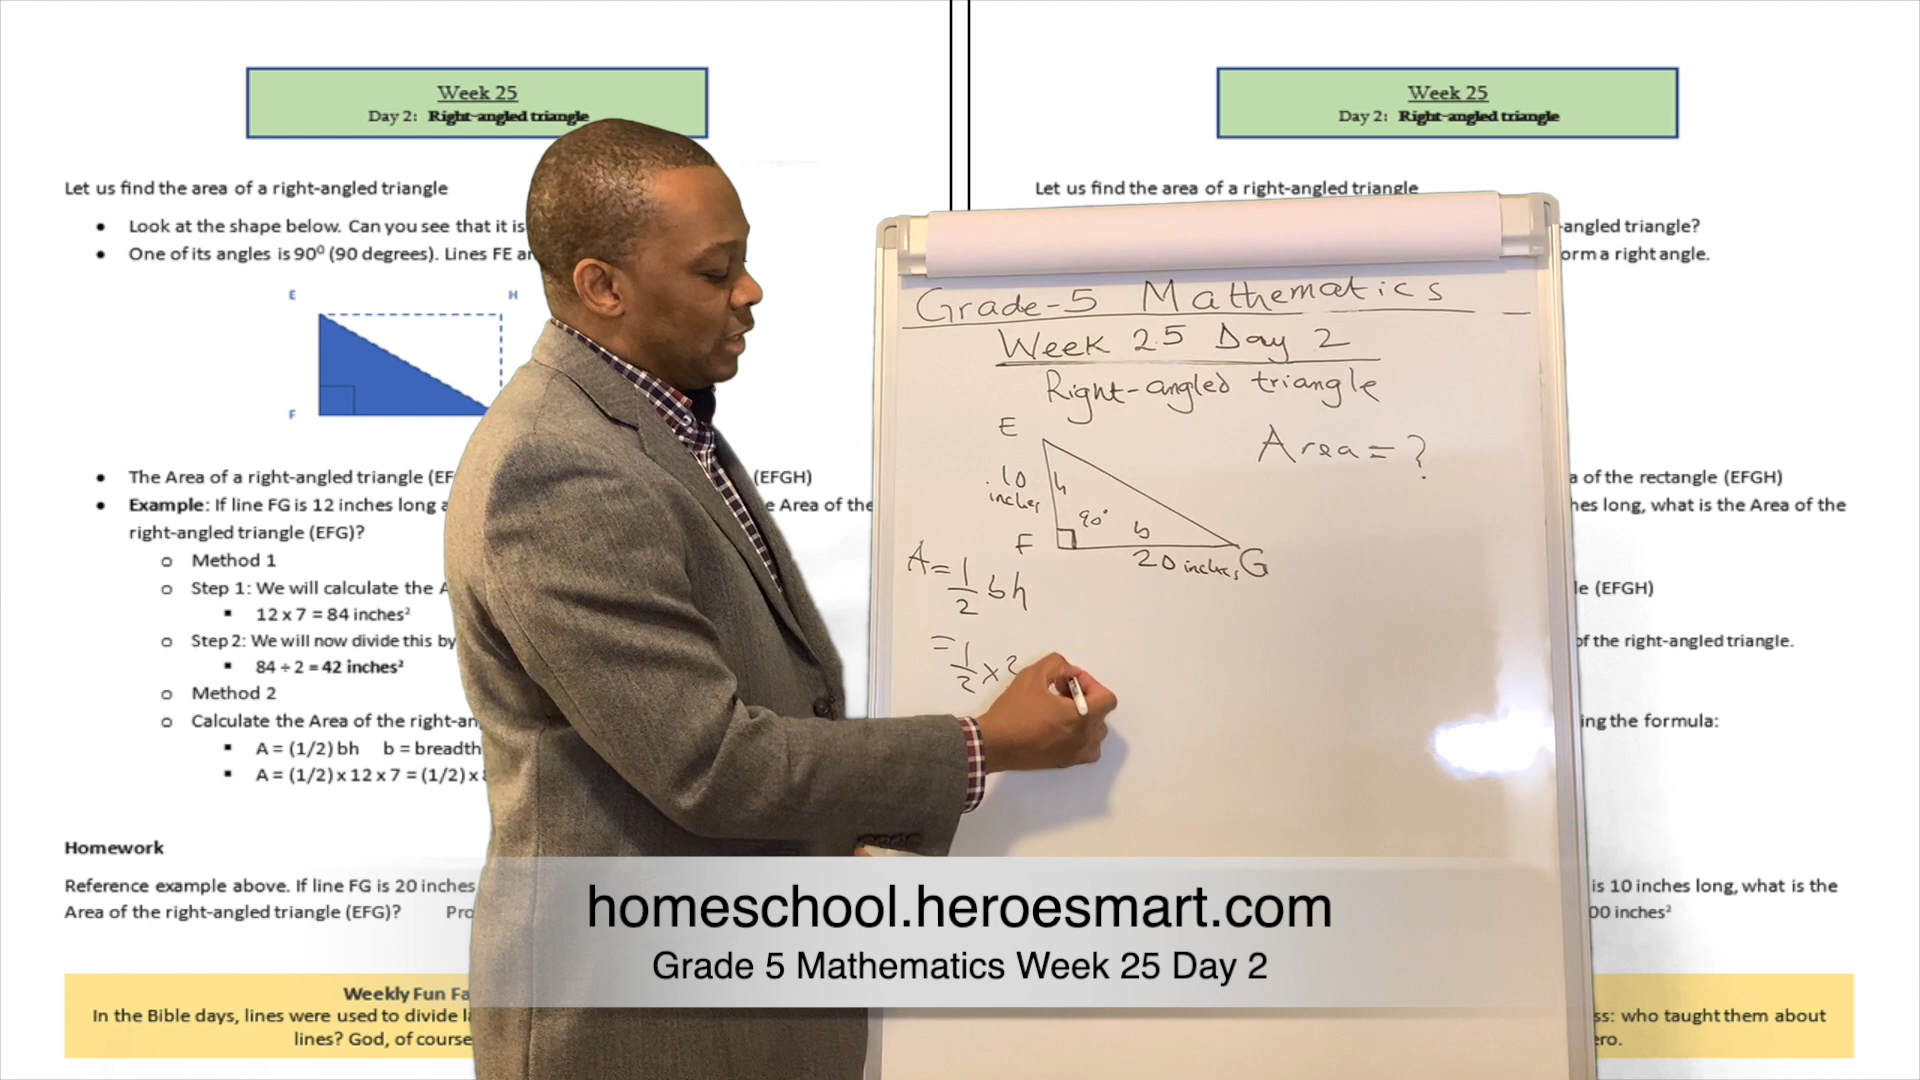 Week 25
Day 2: Right-angled triangle
Let us find the area of a right-angled triangle
Look at the shape below. Can you see that it is
One of its angles is 90⁰ (90 degrees). Lines FE
E H
F
The Area of a right-angled triangle (EF (EFGH)
Example: If line FG is 12 inches long Area of the
right-angled triangle (EFG)?
Method 1
Step 1: We will calculate the
12 x 7 = 84 inches²
Step 2: We will now divide this by
84 ÷ 2 = 42 inches²
Method 2
Calculate the Area of the
A = (1/2) bh b = breadth
A = (1/2) x 12 x 7 = (1/2) x
Homework
Reference example above. If line FG is 20 inches
Area of the right-angled triangle (EFG)?
Weekly Fun
In the Bible days, lines were used to divide
lines? God, of course
Week 25
Day 2: Right-angled triangle
Let us find the area of a right-angled triangle
-angled triangle?
a right angle.
of the rectangle (EFGH)
long, what is the Area of the
(EFGH)
of the right-angled triangle.
the formula:
is 10 inches long, what is the
00 inches²
who taught them about
Grade-5 Mathematics
Week 25 Day 2
Right-angled triangle
E
Area = ?
10 h
inches
90°
F b
20 inches G
A = 1/2 bh
= 1/2 x 2
homeschool.heroesmart.com
Grade 5 Mathematics Week 25 Day 2